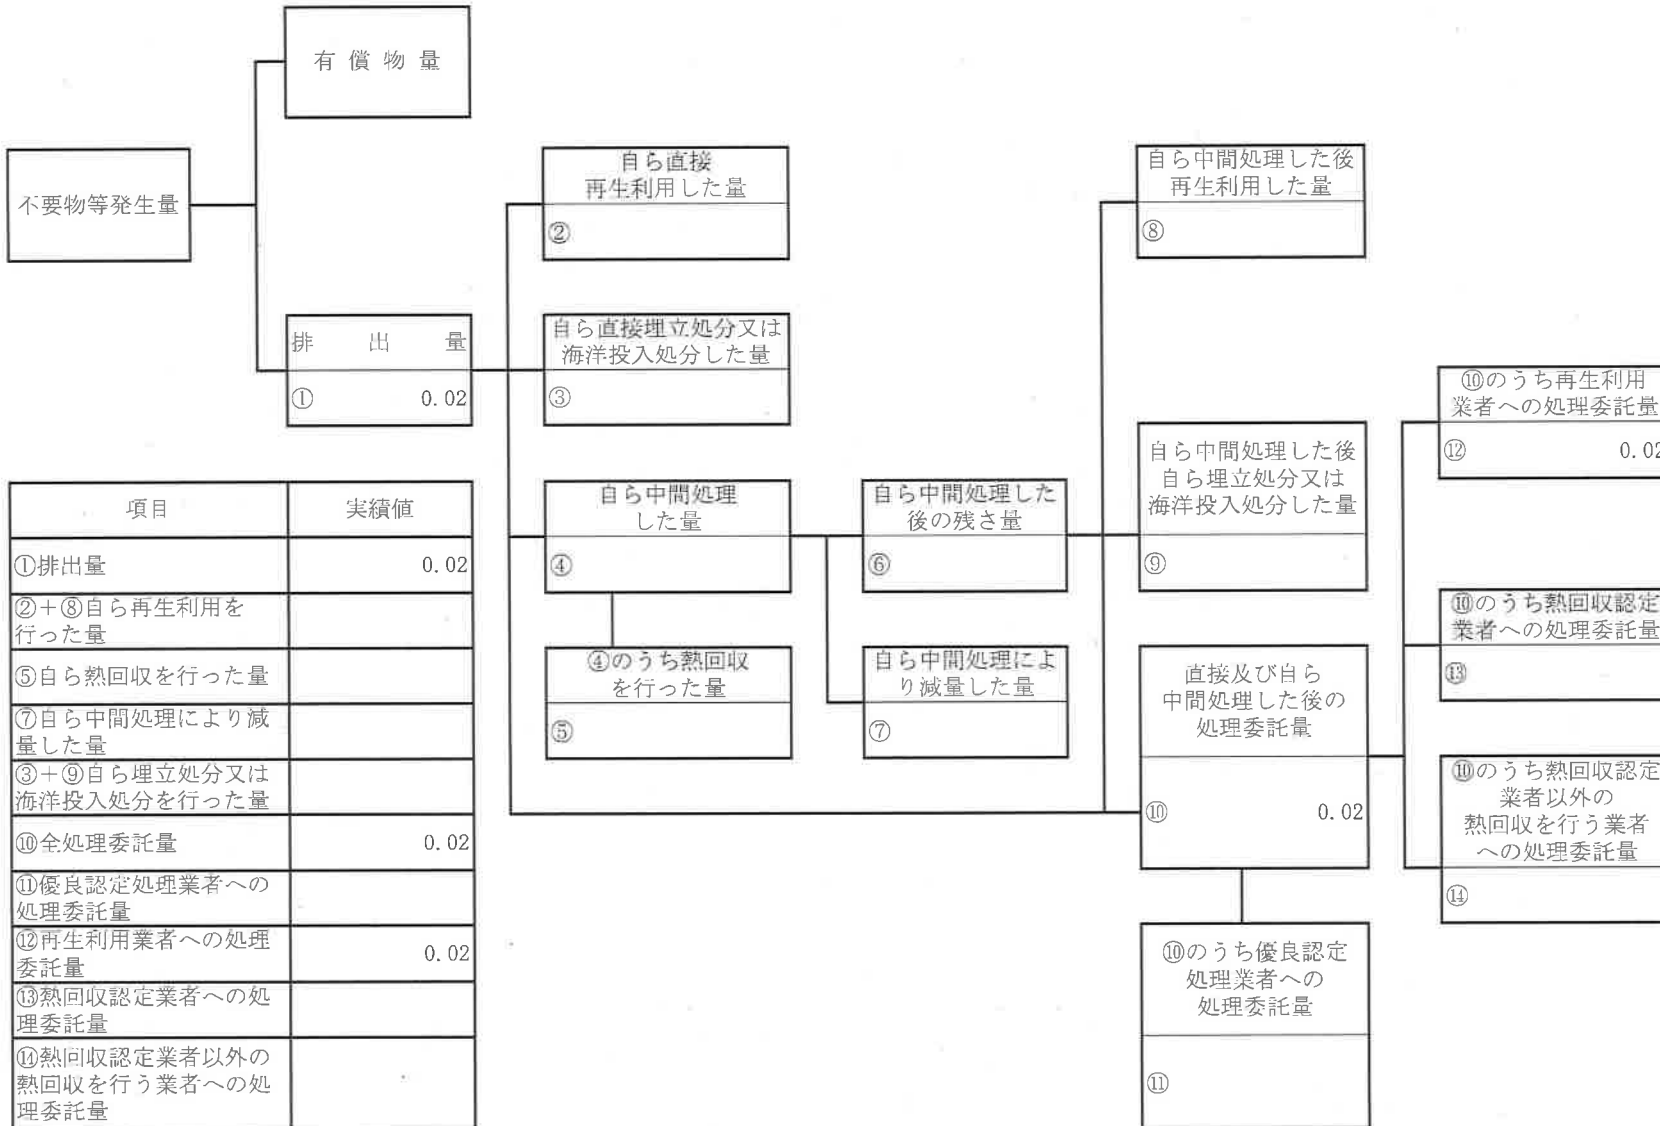 有償物量
不要物等発生量
排出量
① 0.02
自ら直接
再生利用した量
②
自ら直接埋立処分又は
海洋投入処分した量
③
自ら中間処理
した量
④
④のうち熱回収
を行った量
⑤
自ら中間処理した
後の残さ量
⑥
自ら中間処理によ
り減量した量
⑦
自ら中間処理した後
再生利用した量
⑧
自ら中間処理した後
自ら埋立処分又は
海洋投入処分した量
⑨
直接及び自ら
中間処理した後の
処理委託量
⑩ 0.02
⑩のうち優良認定
処理業者への
処理委託量
⑪
⑩のうち再生利用
業者への処理委託量
⑫ 0.02
⑩のうち熱回収認定
業者への処理委託量
⑬
⑩のうち熱回収認定
業者以外の
熱回収を行う業者
への処理委託量
⑭
項目 実績値
①排出量 0.02
②+⑧自ら再生利用を
行った量
⑤自ら熱回収を行った量
⑦自ら中間処理により減
量した量
③+⑨自ら埋立処分又は
海洋投入処分を行った量
⑩全処理委託量 0.02
⑪優良認定処理業者への
処理委託量
⑫再生利用業者への処理
委託量 0.02
⑬熱回収認定業者への処
理委託量
⑭熱回収認定業者以外の
熱回収を行う業者への処
理委託量